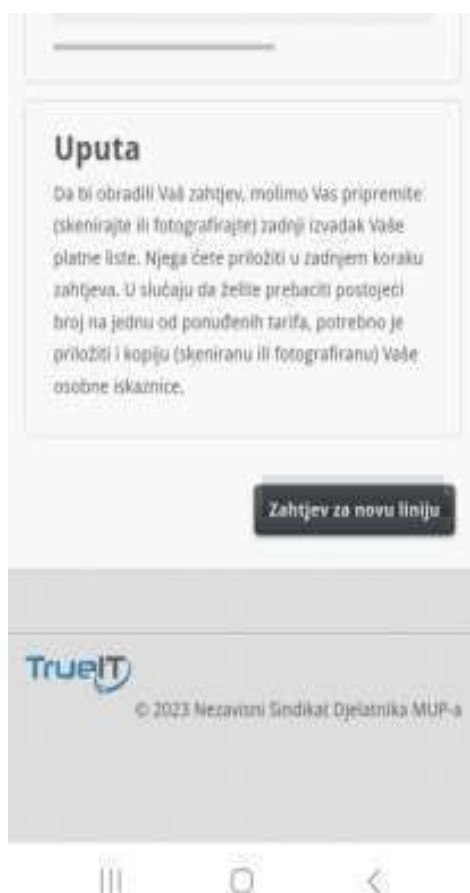 Uputa
Da bi obradili Vaš zahtjev, molimo Vas pripremite
(skenirajte ili fotografirajte) zadnji izvadak Vaše
platne liste. Njega ćete priložiti u zadnjem koraku
zahtjeva. U slučaju da želite prebaciti postojeći
broj na jednu od ponuđenih tarifa, potrebno je
priložiti i kopiju (skeniranu ili fotografiranu) Vaše
osobne iskaznice.
Zahtjev za novu liniju
TrueIT
© 2023 Nezavisni Sindikat Djelatnika MUP-a